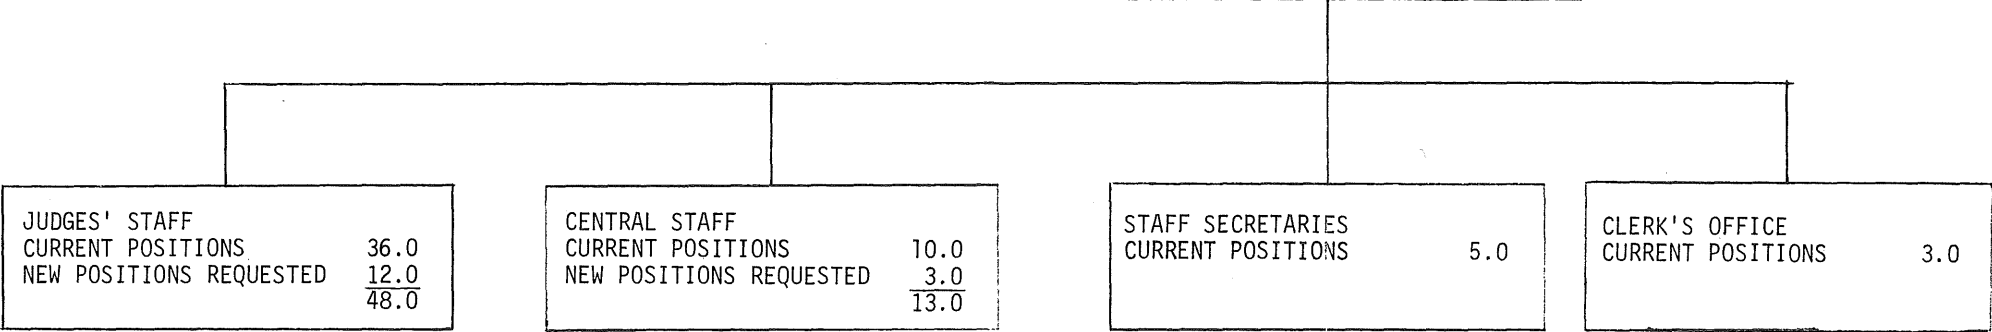 JUDGES' STAFF
CURRENT POSITIONS 36.0
NEW POSITIONS REQUESTED 12.0
48.0
CENTRAL STAFF
CURRENT POSITIONS 10.0
NEW POSITIONS REQUESTED 3.0
13.0
STAFF SECRETARIES
CURRENT POSITIONS 5.0
CLERK'S OFFICE
CURRENT POSITIONS 3.0